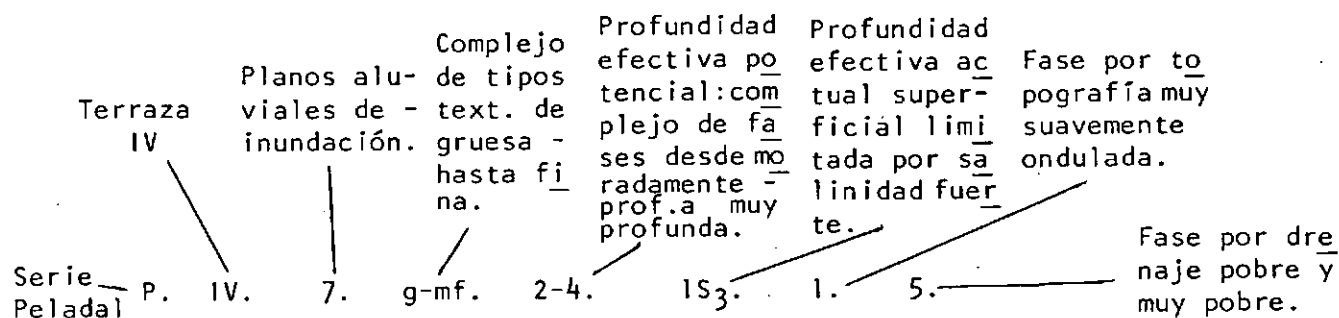 Terraza
IV
Planos alu-
viales de -
inundación.
Complejo
de tipos
text. de
gruesa -
hasta fi
na.
Profundidad
efectiva po
tencial:com
plejo de fa
ses desde mo
radamente -
prof.a muy
profunda.
Profundidad
efectiva ac
tual super-
ficial limi
tada por sa
linidad fuer
te.
Fase por to
pografía muy
suavemente
ondulada.
Serie
Peladal
P. IV. 7. g-mf. 2-4. IS3. 1. 5.
Fase por dre
naje pobre y
muy pobre.